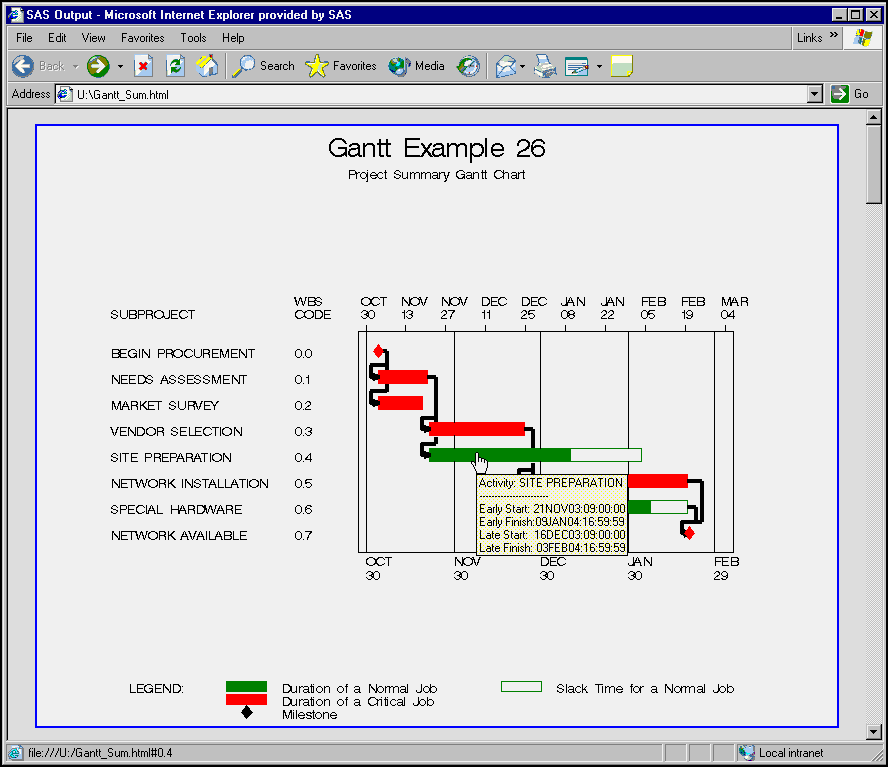 SAS Output - Microsoft Internet Explorer provided by SAS
File Edit View Favorites Tools Help Links »
Back Search Favorites Media
Address U:\Gantt_Sum.html Go
Gantt Example 26
Project Summary Gantt Chart
WBS OCT NOV NOV DEC DEC JAN JAN FEB FEB MAR
SUBPROJECT CODE 30 13 27 11 25 08 22 05 19 04
BEGIN PROCUREMENT 0.0
NEEDS ASSESSMENT 0.1
MARKET SURVEY 0.2
VENDOR SELECTION 0.3
SITE PREPARATION 0.4
NETWORK INSTALLATION 0.5
SPECIAL HARDWARE 0.6
NETWORK AVAILABLE 0.7
Activity: SITE PREPARATION
----------------------
Early Start: 21NOV03:09:00:00
Early Finish:09JAN04:16:59:59
Late Start: 16DEC03:09:00:00
Late Finish: 03FEB04:16:59:59
OCT NOV DEC JAN FEB
30 30 30 30 29
LEGEND: Duration of a Normal Job Slack Time for a Normal Job
Duration of a Critical Job
Milestone
file:///U:/Gantt_Sum.html#0.4 Local intranet